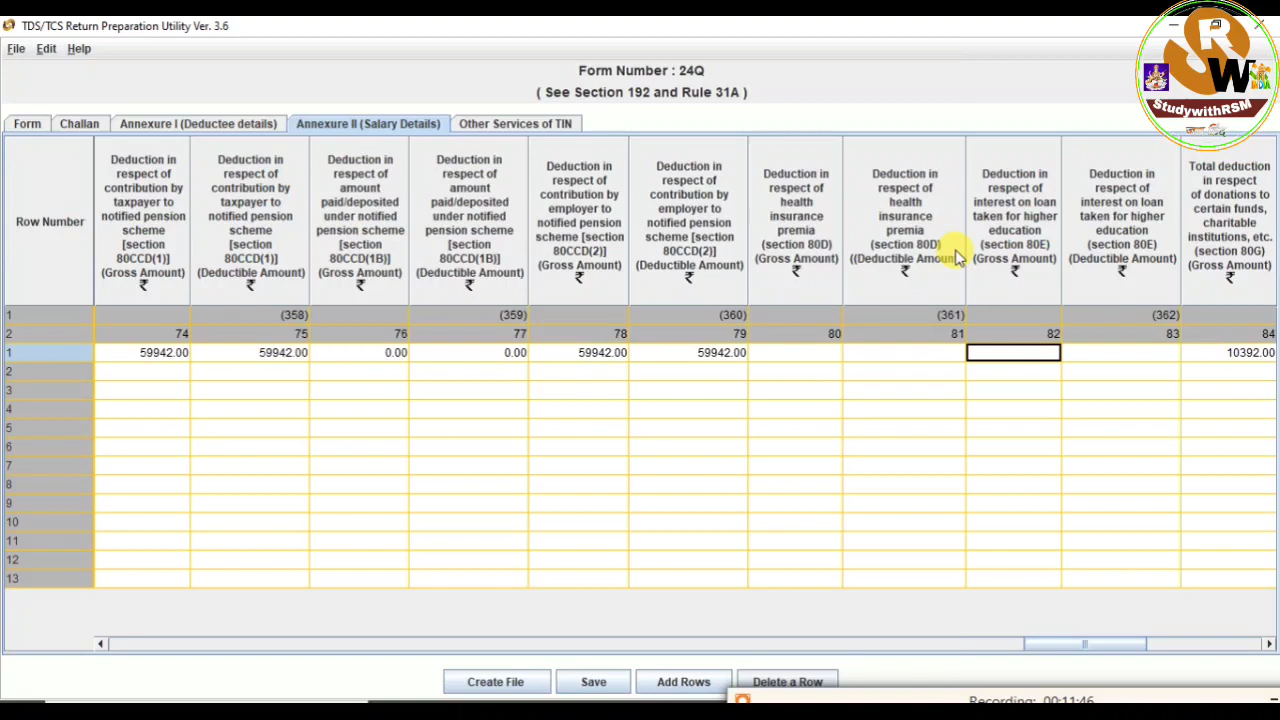 TDS/TCS Return Preparation Utility Ver. 3.6
File Edit Help
Form Number : 24Q
( See Section 192 and Rule 31A )
Form Challan Annexure I (Deductee details) Annexure II (Salary Details) Other Services of TIN
Row Number
Deduction in
respect of
contribution by
taxpayer to
notified pension
scheme
[section
80CCD(1)]
(Gross Amount)
₹
Deduction in
respect of
contribution by
taxpayer to
notified pension
scheme
[section
80CCD(1)]
(Deductible Amount)
₹
Deduction in
respect of
amount
paid/deposited
under notified
pension scheme
[section
80CCD(1B)]
(Gross Amount)
₹
Deduction in
respect of
amount
paid/deposited
under notified
pension scheme
[section
80CCD(1B)]
(Deductible Amount)
₹
Deduction in
respect of
contribution by
employer to
notified pension
scheme [section
80CCD(2)]
(Gross Amount)
₹
Deduction in
respect of
contribution by
employer to
notified pension
scheme [section
80CCD(2)]
(Deductible Amount)
₹
Deduction in
respect of
health
insurance
premia
(section 80D)
(Gross Amount)
₹
Deduction in
respect of
health
insurance
premia
(section 80D)
((Deductible Amoun
₹
Deduction in
respect of
interest on loan
taken for higher
education
(section 80E)
(Gross Amount)
₹
Deduction in
respect of
interest on loan
taken for higher
education
(section 80E)
(Deductible Amount)
₹
Total deduction
in respect
of donations to
certain funds,
charitable
institutions, etc.
(section 80G)
(Gross Amount)
₹
1 (358) (359) (360) (361) (362)
2 74 75 76 77 78 79 80 81 82 83 84
1 59942.00 59942.00 0.00 0.00 59942.00 59942.00 10392.00
2
3
4
5
6
7
8
9
10
11
12
13
Create File Save Add Rows Delete a Row
Recording: 00:11:46
SRW
INDIA
StudywithRSM